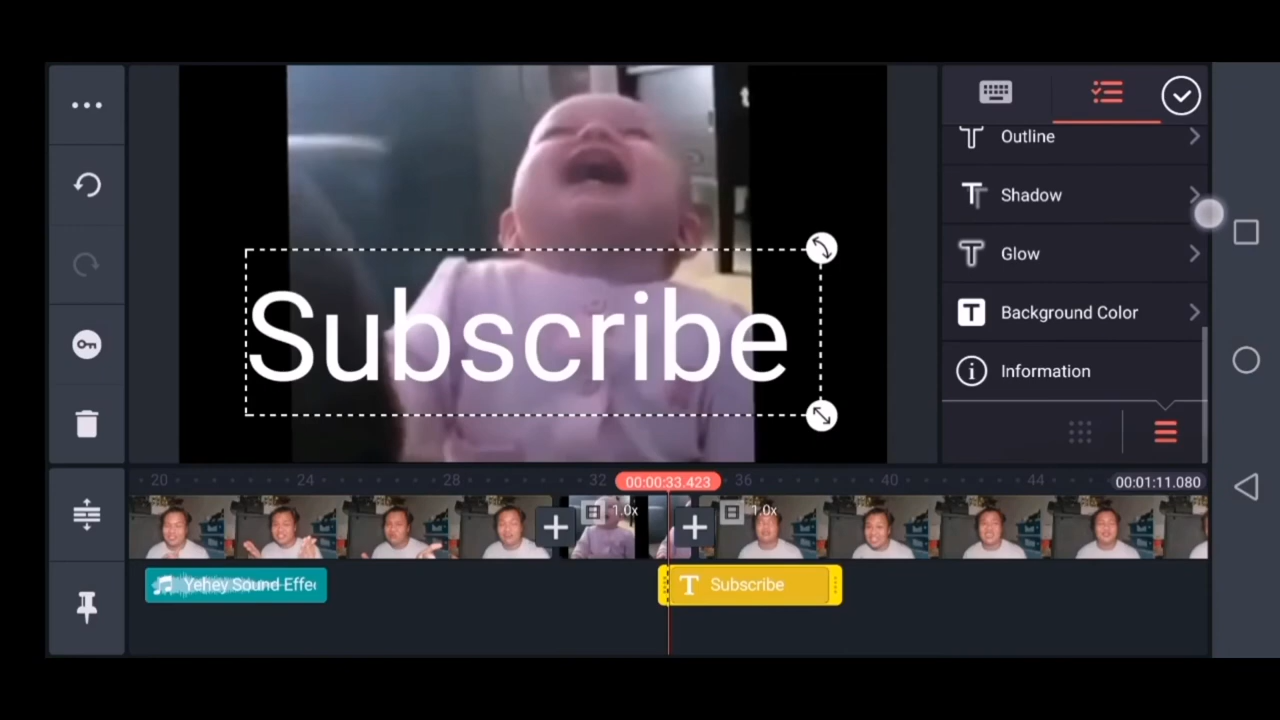 Outline
Shadow
Glow
Background Color
Information
Subscribe
20 24 28 32 00:00:33.423 36 40 44 00:01:11.080
1.0x 1.0x
Yehey Sound Effe
T Subscribe